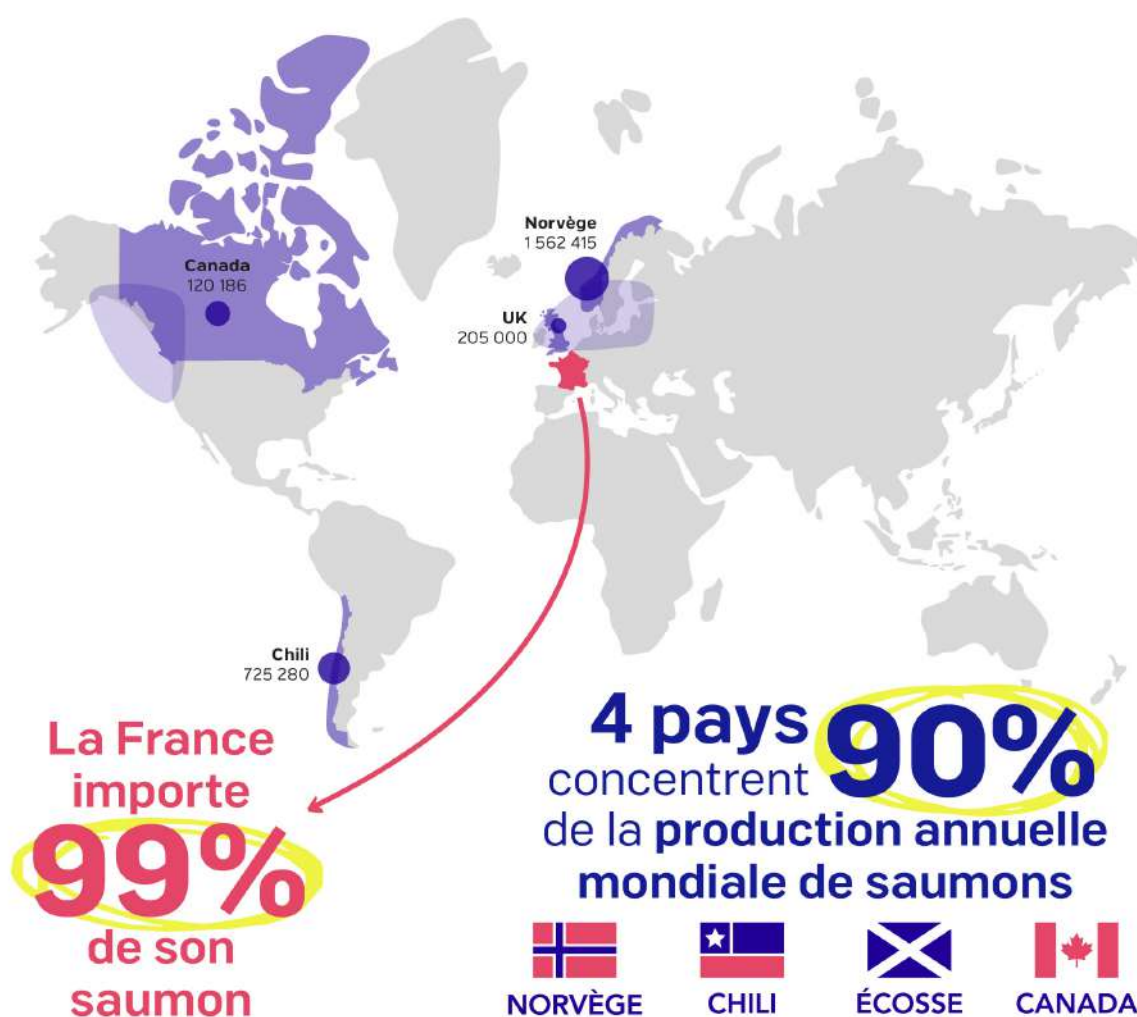 Norvège
1 562 415
Canada
120 186
UK
205 000
Chili
725 280
La France
importe
99%
de son
saumon
4 pays
concentrent
90%
de la production annuelle
mondiale de saumons
NORVÈGE
CHILI
ÉCOSSE
CANADA